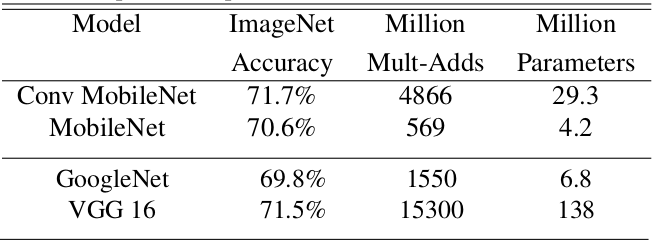 Model ImageNet Million Million
Accuracy Mult-Adds Parameters
Conv MobileNet 71.7% 4866 29.3
MobileNet 70.6% 569 4.2
GoogleNet 69.8% 1550 6.8
VGG 16 71.5% 15300 138